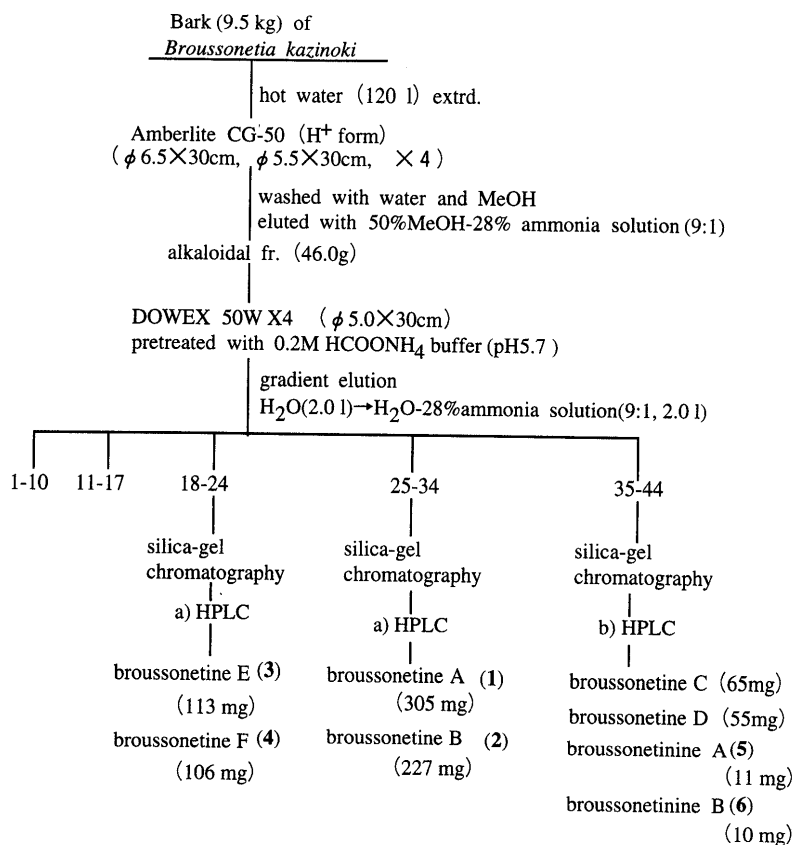 Bark (9.5 kg) of
Broussonetia kazinoki
hot water (120 l) extrd.
Amberlite CG-50 (H+ form)
(ϕ6.5×30cm, ϕ5.5×30cm, ×4)
washed with water and MeOH
eluted with 50%MeOH-28% ammonia solution (9:1)
alkaloidal fr. (46.0g)
DOWEX 50W X4 (ϕ5.0×30cm)
pretreated with 0.2M HCOONH4 buffer (pH5.7)
gradient elution
H2O(2.0 l)→H2O-28%ammonia solution(9:1, 2.0 l)
1-10 11-17 18-24 25-34 35-44
silica-gel
chromatography
a) HPLC
broussonetine E (3)
(113 mg)
broussonetine F (4)
(106 mg)
silica-gel
chromatography
a) HPLC
broussonetine A (1)
(305 mg)
broussonetine B (2)
(227 mg)
silica-gel
chromatography
b) HPLC
broussonetine C (65mg)
broussonetine D (55mg)
broussonetinine A (5)
(11 mg)
broussonetinine B (6)
(10 mg)